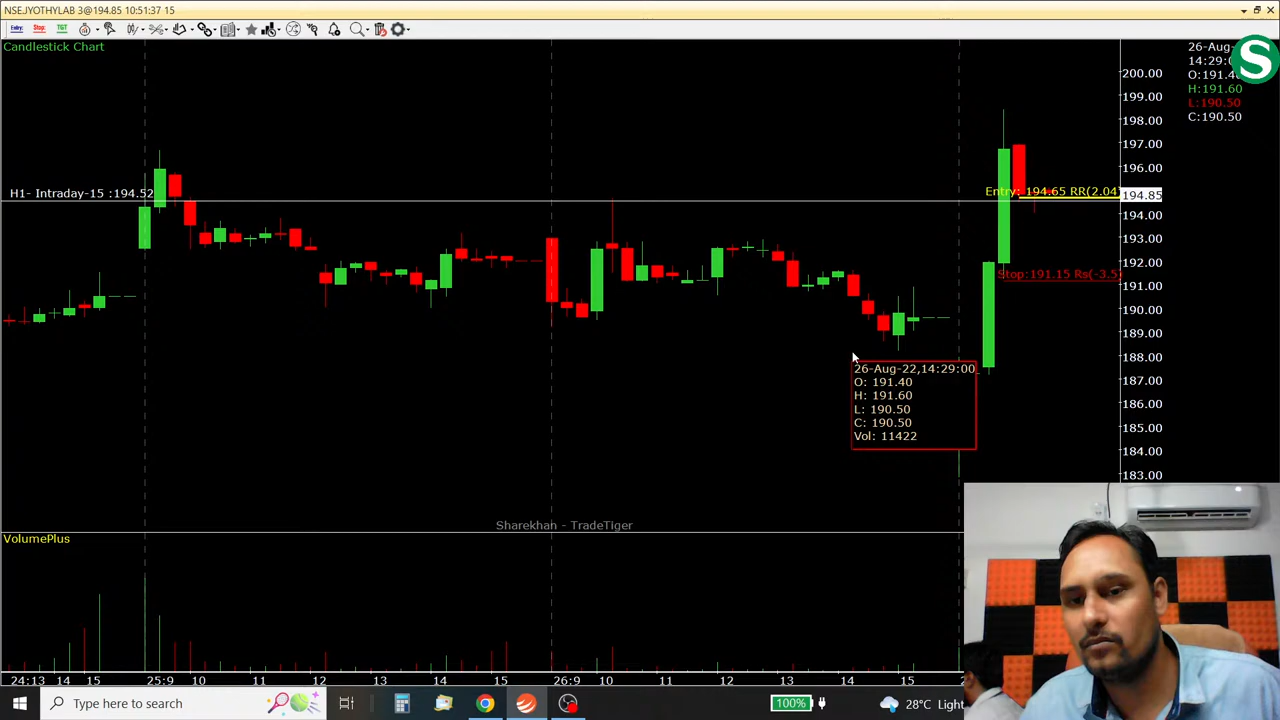 NSE.JYOTHYLAB 3@194.85 10:51:37 15
Entry:
Stop:
TGT
Candlestick Chart
26-Aug-
14:29:0
O:191.40
H:191.60
L:190.50
C:190.50
S
200.00
199.00
198.00
197.00
196.00
194.85
194.00
193.00
192.00
191.00
190.00
189.00
188.00
187.00
186.00
185.00
184.00
183.00
H1- Intraday-15 :194.52
Entry: 194.65 RR(2.04)
Stop:191.15 Rs(-3.5)
26-Aug-22,14:29:00
O: 191.40
H: 191.60
L: 190.50
C: 190.50
Vol: 11422
Sharekhan - TradeTiger
VolumePlus
24:13 14 15 25:9 10 11 12 13 14 15 26:9 10 11 12 13 14 15 2
Type here to search
100%
28°C Light